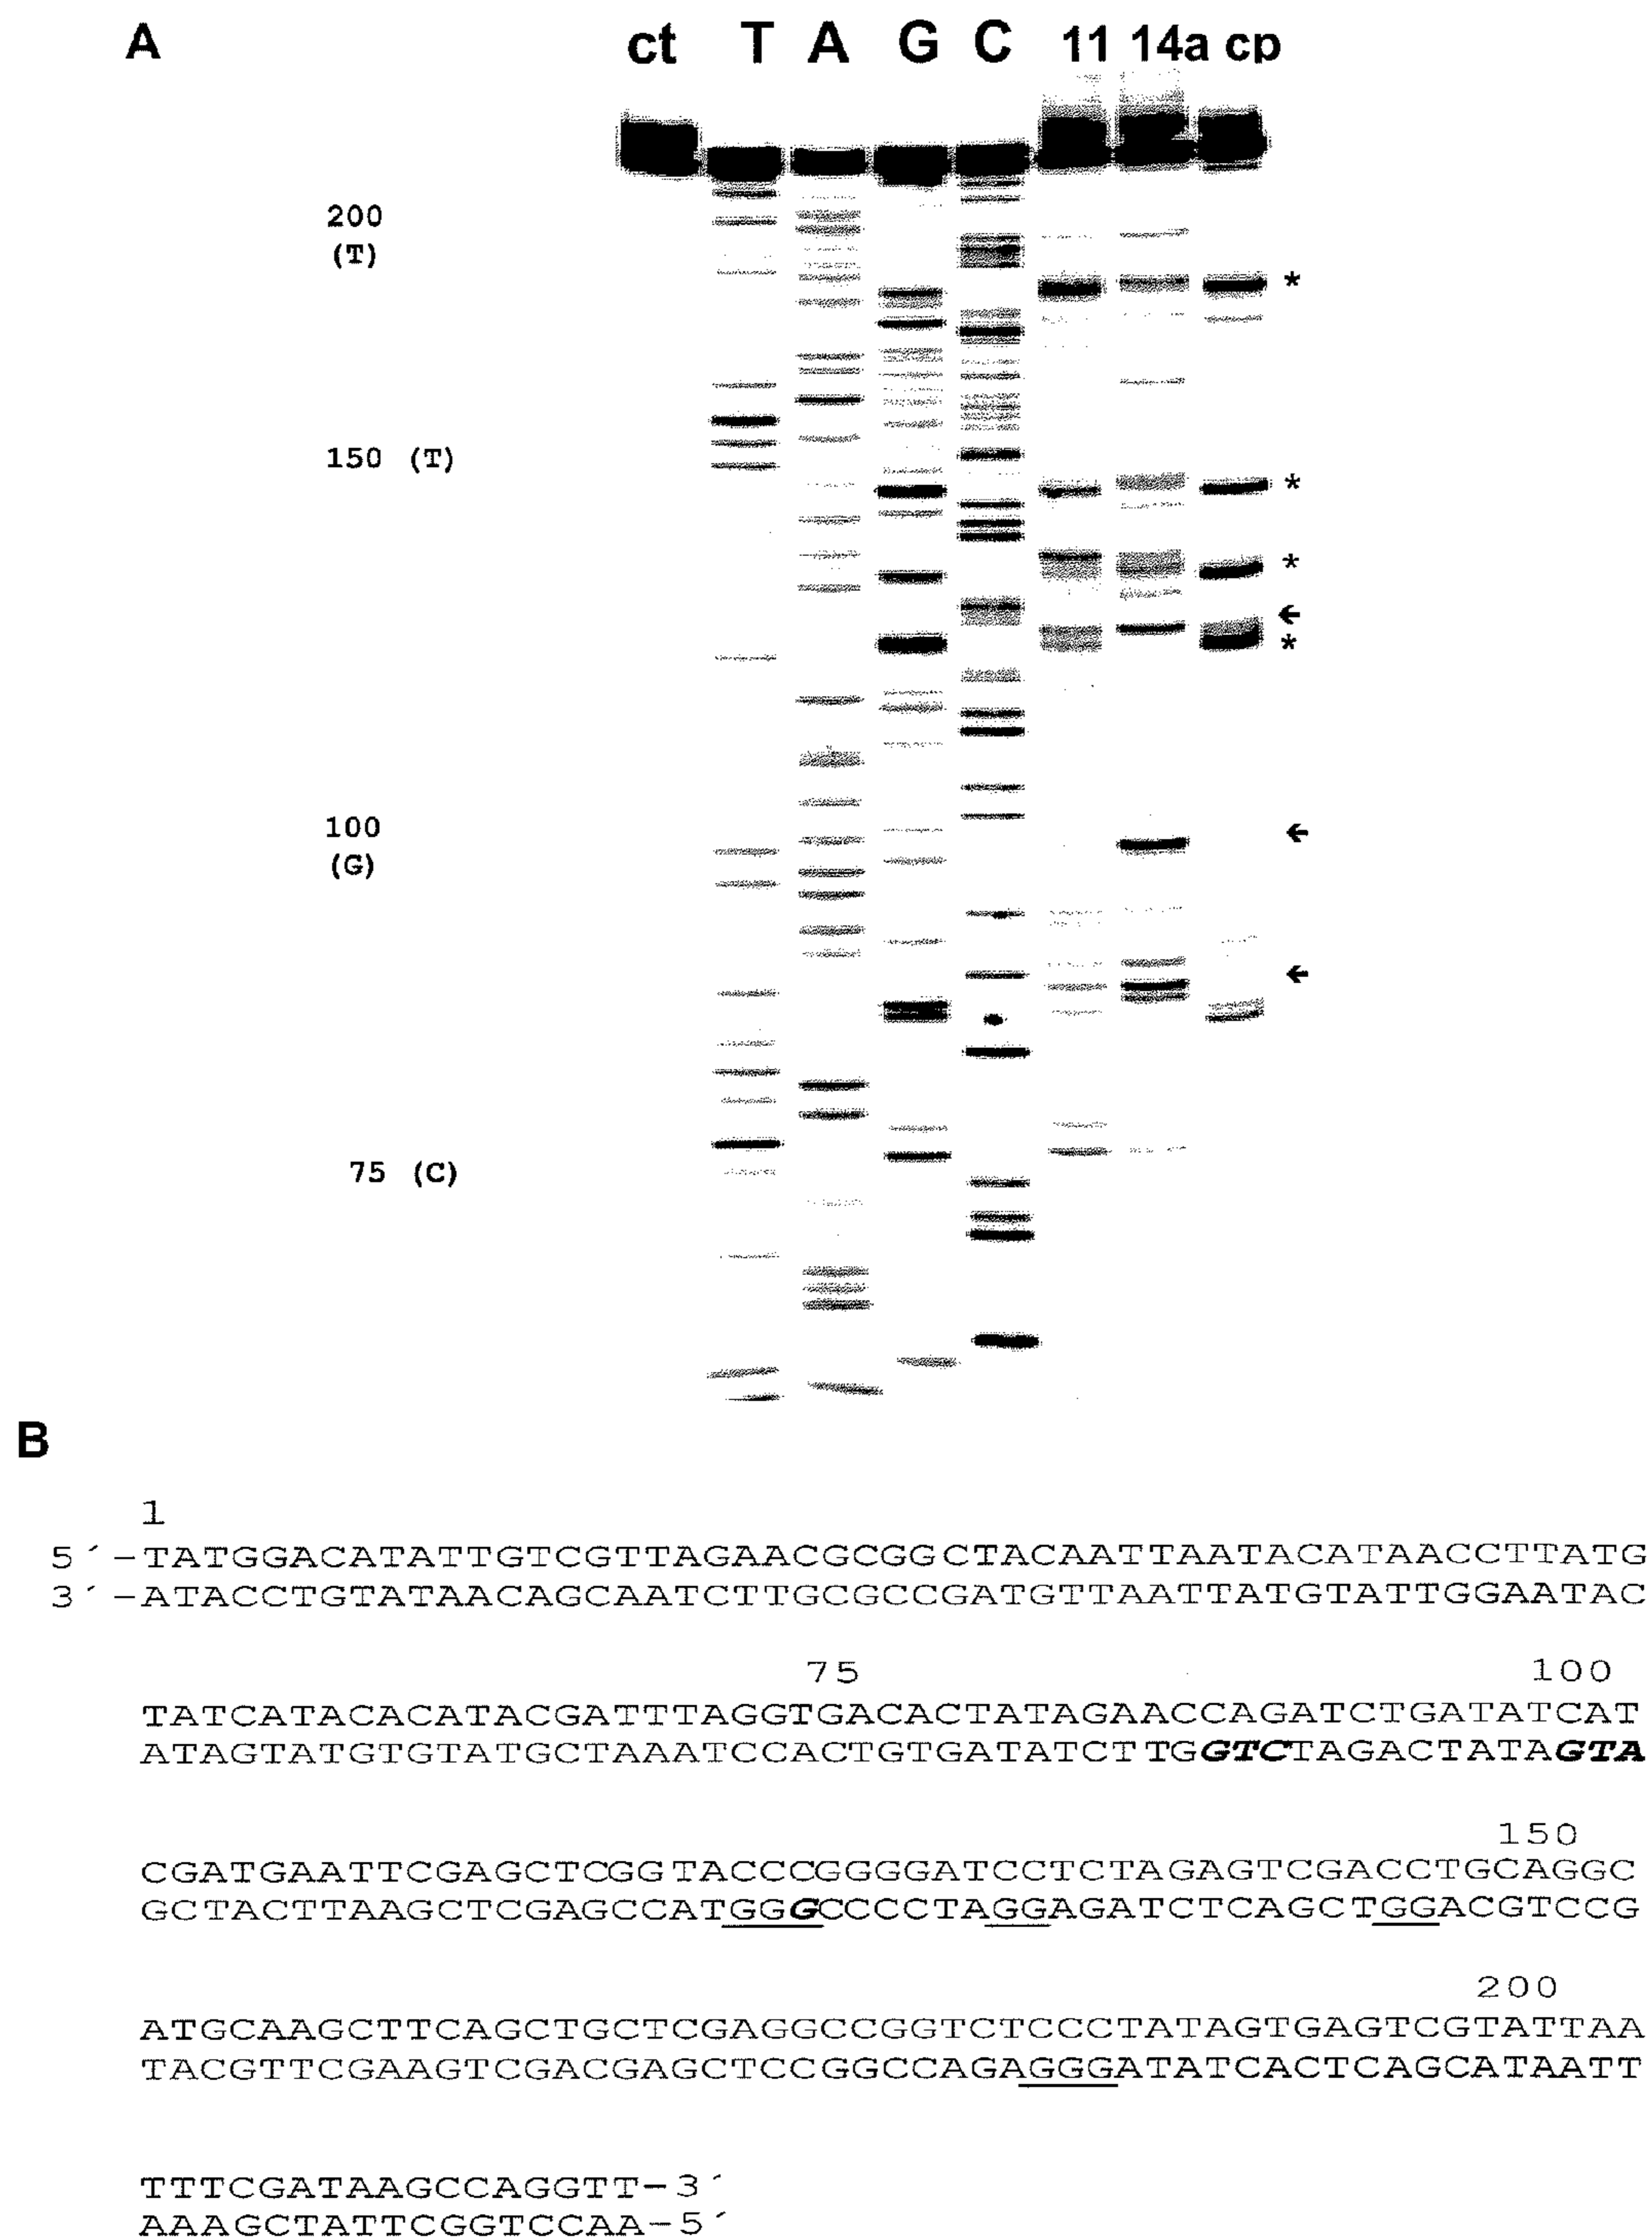 A
ct T A G C 11 14a cp
200
(T)
*
150 (T)
*
*
←
*
100
(G)
←
←
75 (C)
B
1
5´-TATGGACATATTGTCGTTAGAACGCGGCTACAATTAATACATAACCTTATG
3´-ATACCTGTATAACAGCAATCTTGCGCCGATGTTAATTATGTATTGGAATAC
75 100
TATCATACACATACGATTTAGGTGACACTATAGAACCAGATCTGATATCAT
ATAGTATGTGTATGCTAAATCCACTGTGATATCTTGGTCTAGACTATAGTA
150
CGATGAATTCGAGCTCGGTACCCGGGGATCCTCTAGAGTCGACCTGCAGGC
GCTACTTAAGCTCGAGCCATGGGCCCCTAGGAGATCTCAGCTGGACGTCCG
200
ATGCAAGCTTCAGCTGCTCGAGGCCGGTCTCCCTATAGTGAGTCGTATTAA
TACGTTCGAAGTCGACGAGCTCCGGCCAGAGGGATATCACTCAGCATAATT
TTTCGATAAGCCAGGTT-3´
AAAGCTATTCGGTCCAA-5´